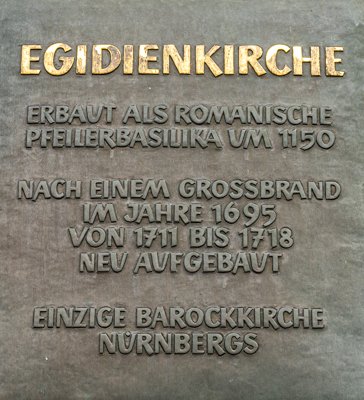 EGIDIENKIRCHE
ERBAUT ALS ROMANISCHE
PFEILERBASILIKA UM 1150
NACH EINEM GROSSBRAND
IM JAHRE 1695
VON 1711 BIS 1718
NEU AUFGEBAUT
EINZIGE BAROCKKIRCHE
NÜRNBERGS